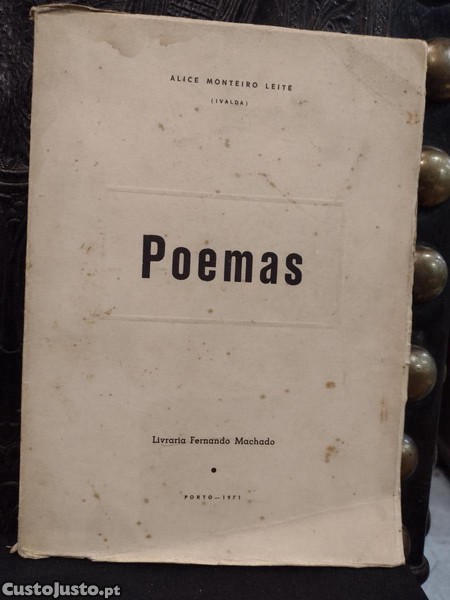 ALICE MONTEIRO LEITE
(IVALDA)
Poemas
Livraria Fernando Machado
PORTO — 1971
CustoJusto.pt